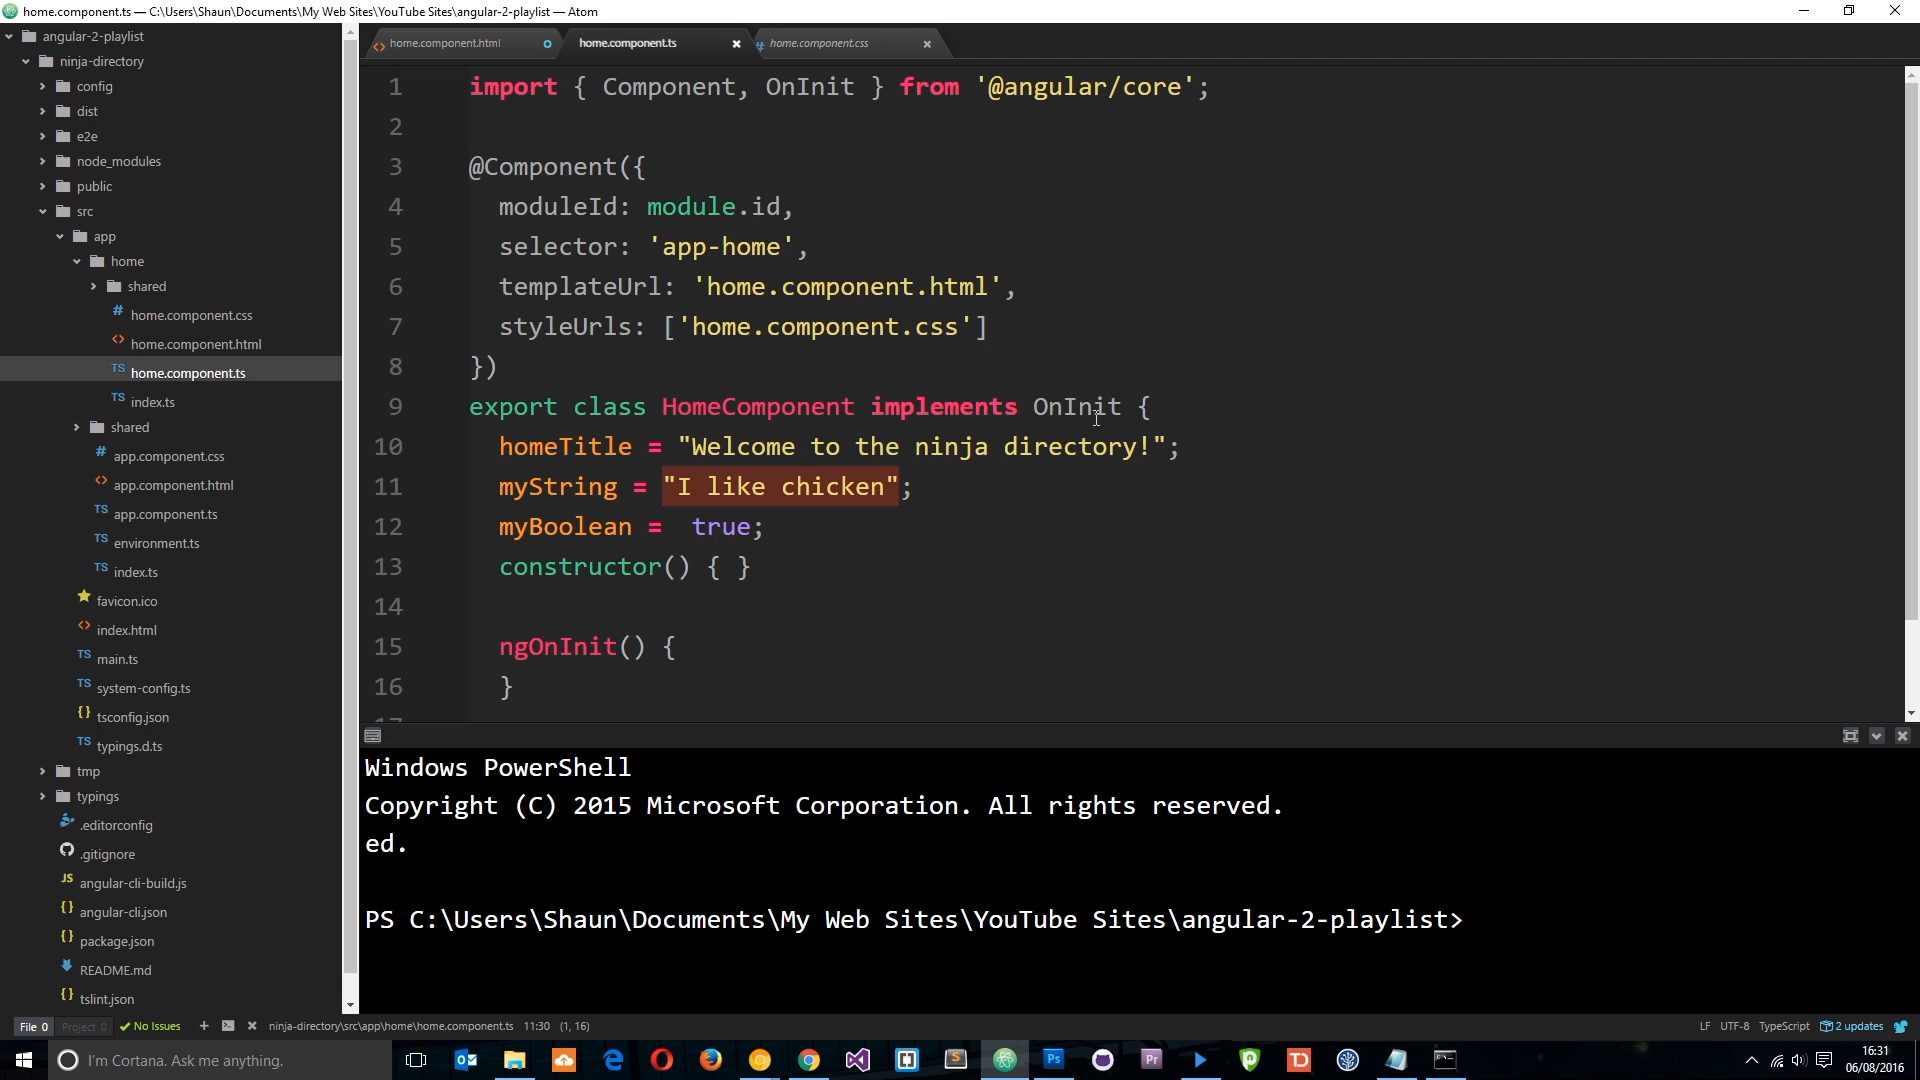 home.component.ts — C:\Users\Shaun\Documents\My Web Sites\YouTube Sites\angular-2-playlist — Atom
angular-2-playlist
ninja-directory
config
dist
e2e
node_modules
public
src
app
home
shared
home.component.css
home.component.html
home.component.ts
index.ts
shared
app.component.css
app.component.html
app.component.ts
environment.ts
index.ts
favicon.ico
index.html
main.ts
system-config.ts
tsconfig.json
typings.d.ts
tmp
typings
.editorconfig
.gitignore
angular-cli-build.js
angular-cli.json
package.json
README.md
tslint.json
home.component.html home.component.ts home.component.css
1 import { Component, OnInit } from '@angular/core';
2
3 @Component({
4 moduleId: module.id,
5 selector: 'app-home',
6 templateUrl: 'home.component.html',
7 styleUrls: ['home.component.css']
8 })
9 export class HomeComponent implements OnInit {
10 homeTitle = "Welcome to the ninja directory!";
11 myString = "I like chicken";
12 myBoolean =  true;
13 constructor() { }
14
15 ngOnInit() {
16 }
17
Windows PowerShell
Copyright (C) 2015 Microsoft Corporation. All rights reserved.
ed.
PS C:\Users\Shaun\Documents\My Web Sites\YouTube Sites\angular-2-playlist>
File 0 Project 0 No Issues ninja-directory\src\app\home\home.component.ts 11:30 (1, 16) LF UTF-8 TypeScript 2 updates
I'm Cortana. Ask me anything.
16:31
06/08/2016